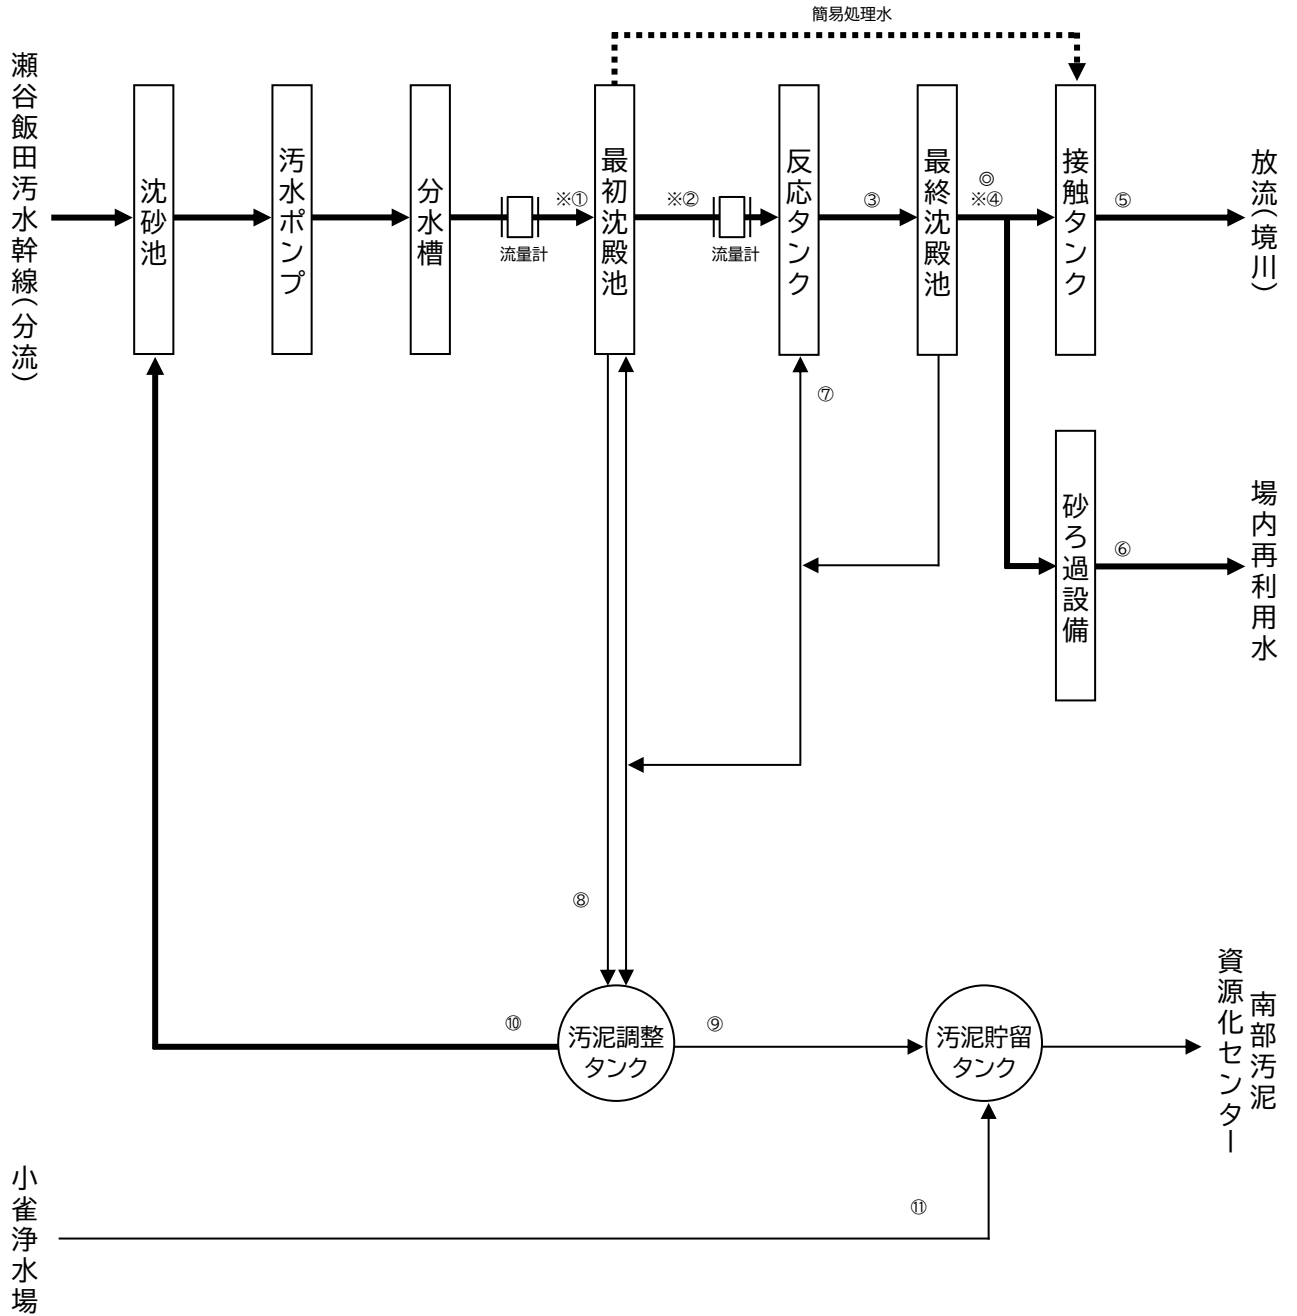 簡易処理水
瀬谷飯田汚水幹線(分流)
沈砂池
汚水ポンプ
分水槽
流量計
※①
最初沈殿池
※②
流量計
反応タンク
③
最終沈殿池
◎
※④
接触タンク
⑤
放流(境川)
⑦
砂ろ過設備
⑥
場内再利用水
⑧
⑩
汚泥調整
タンク
⑨
汚泥貯留
タンク
南部汚泥
資源化センター
小雀浄水場
⑪